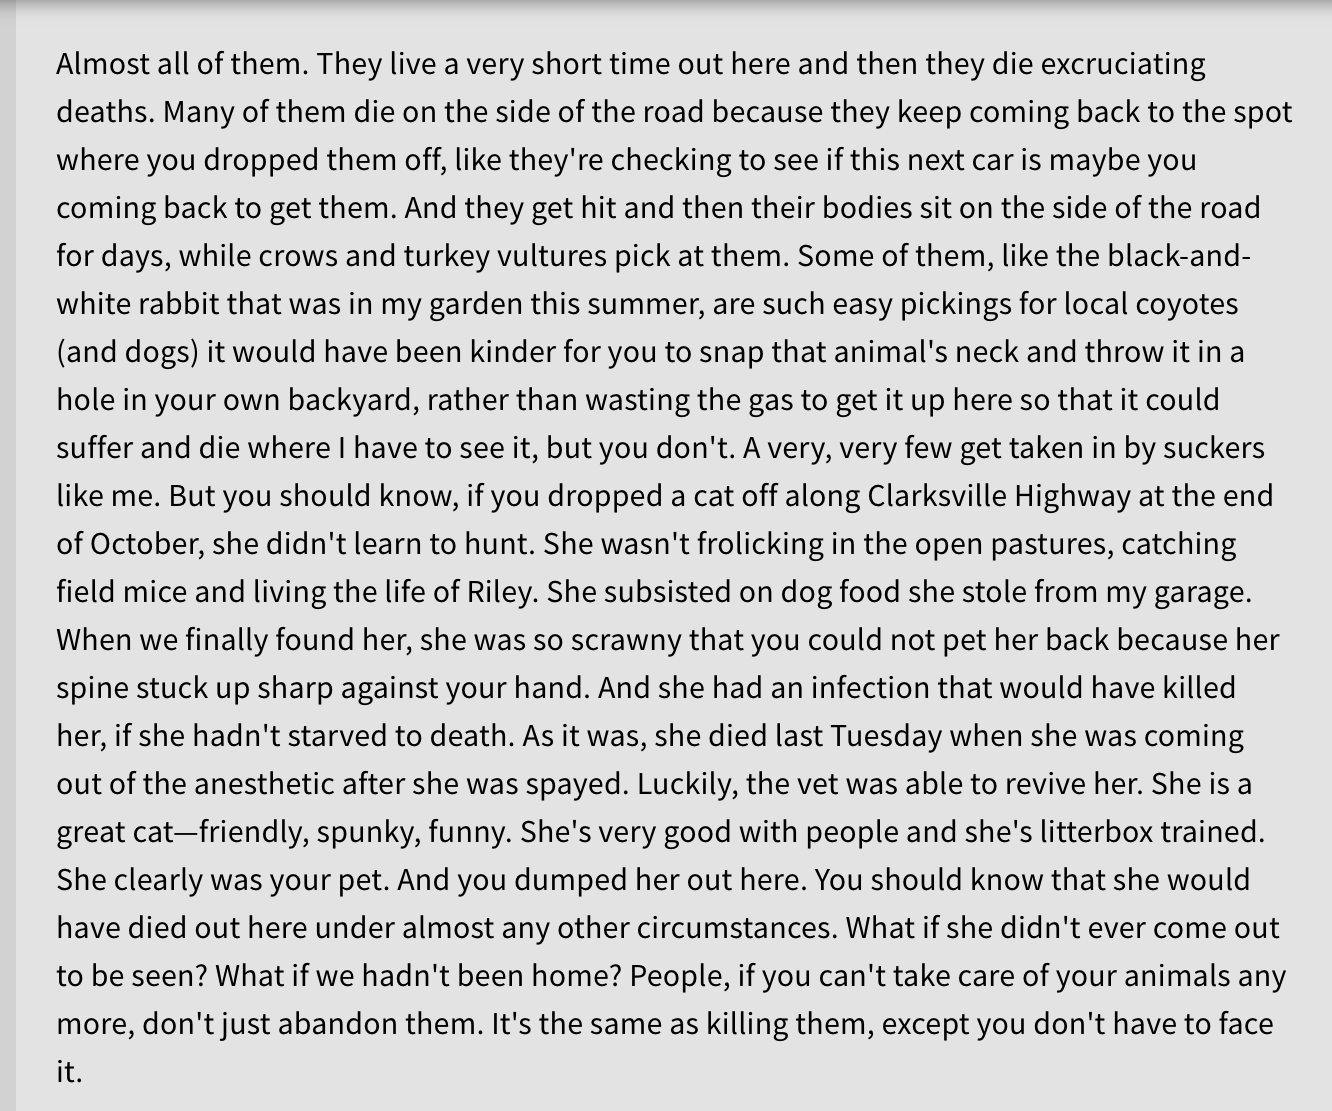 Almost all of them. They live a very short time out here and then they die excruciating
deaths. Many of them die on the side of the road because they keep coming back to the spot
where you dropped them off, like they're checking to see if this next car is maybe you
coming back to get them. And they get hit and then their bodies sit on the side of the road
for days, while crows and turkey vultures pick at them. Some of them, like the black-and-
white rabbit that was in my garden this summer, are such easy pickings for local coyotes
(and dogs) it would have been kinder for you to snap that animal's neck and throw it in a
hole in your own backyard, rather than wasting the gas to get it up here so that it could
suffer and die where I have to see it, but you don't. A very, very few get taken in by suckers
like me. But you should know, if you dropped a cat off along Clarksville Highway at the end
of October, she didn't learn to hunt. She wasn't frolicking in the open pastures, catching
field mice and living the life of Riley. She subsisted on dog food she stole from my garage.
When we finally found her, she was so scrawny that you could not pet her back because her
spine stuck up sharp against your hand. And she had an infection that would have killed
her, if she hadn't starved to death. As it was, she died last Tuesday when she was coming
out of the anesthetic after she was spayed. Luckily, the vet was able to revive her. She is a
great cat—friendly, spunky, funny. She's very good with people and she's litterbox trained.
She clearly was your pet. And you dumped her out here. You should know that she would
have died out here under almost any other circumstances. What if she didn't ever come out
to be seen? What if we hadn't been home? People, if you can't take care of your animals any
more, don't just abandon them. It's the same as killing them, except you don't have to face
it.